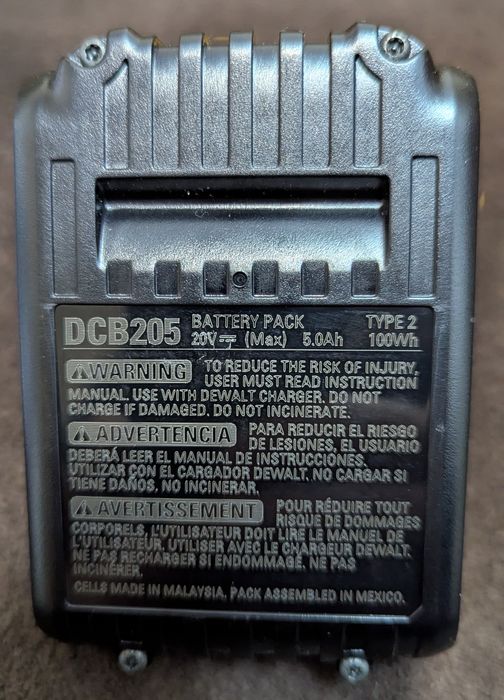 DCB205 BATTERY PACK TYPE 2
20V⎓ (Max) 5.0Ah 100Wh
⚠WARNING TO REDUCE THE RISK OF INJURY,
USER MUST READ INSTRUCTION
MANUAL. USE WITH DEWALT CHARGER. DO NOT
CHARGE IF DAMAGED. DO NOT INCINERATE.
⚠ ADVERTENCIA PARA REDUCIR EL RIESGO
DE LESIONES, EL USUARIO
DEBERÁ LEER EL MANUAL DE INSTRUCCIONES.
UTILIZAR CON EL CARGADOR DEWALT. NO CARGAR SI
TIENE DAÑOS, NO INCINERAR.
⚠ AVERTISSEMENT POUR RÉDUIRE TOUT
RISQUE DE DOMMAGES
CORPORELS, L'UTILISATEUR DOIT LIRE LE MANUEL DE
L'UTILISATEUR, UTILISER AVEC LE CHARGEUR DEWALT.
NE PAS RECHARGER SI ENDOMMAGÉ. NE PAS
INCINÉRER.
CELLS MADE IN MALAYSIA, PACK ASSEMBLED IN MEXICO.